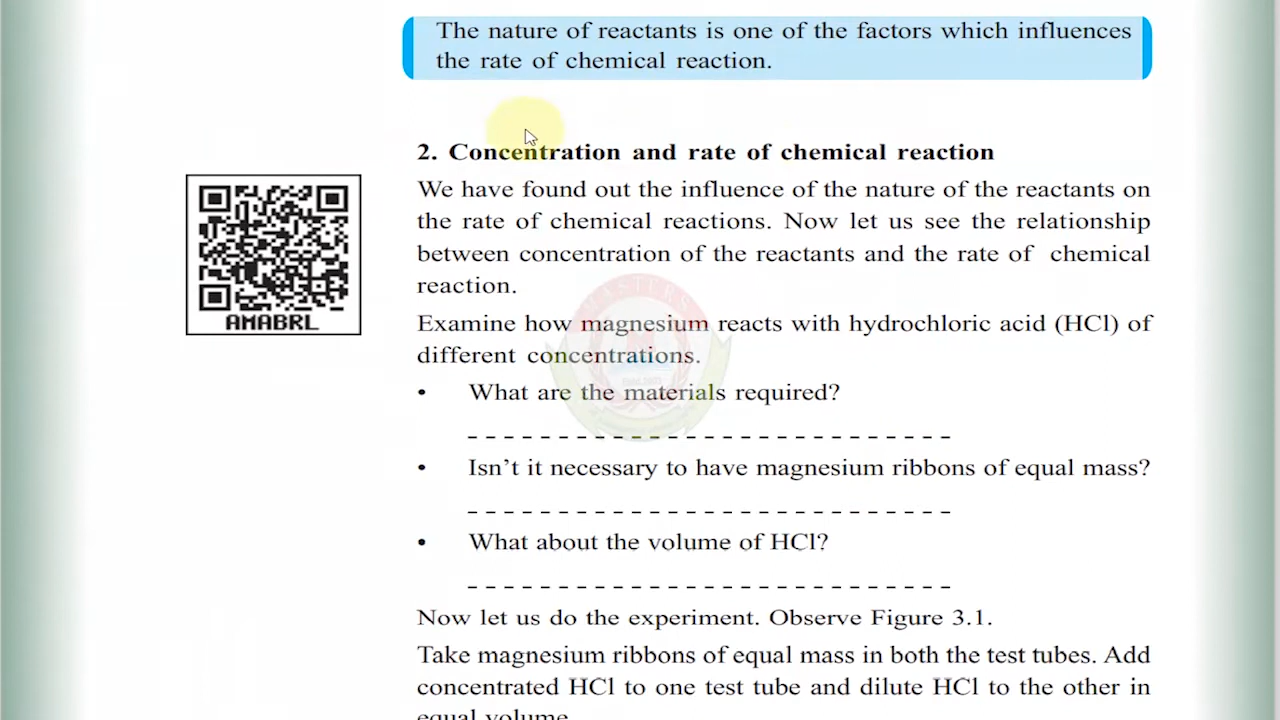 The nature of reactants is one of the factors which influences
the rate of chemical reaction.
2. Concentration and rate of chemical reaction
We have found out the influence of the nature of the reactants on
the rate of chemical reactions. Now let us see the relationship
between concentration of the reactants and the rate of chemical
reaction.
AMABRL
Examine how magnesium reacts with hydrochloric acid (HCl) of
different concentrations.
• What are the materials required?
• Isn't it necessary to have magnesium ribbons of equal mass?
• What about the volume of HCl?
Now let us do the experiment. Observe Figure 3.1.
Take magnesium ribbons of equal mass in both the test tubes. Add
concentrated HCl to one test tube and dilute HCl to the other in
equal volume.
MASTERS